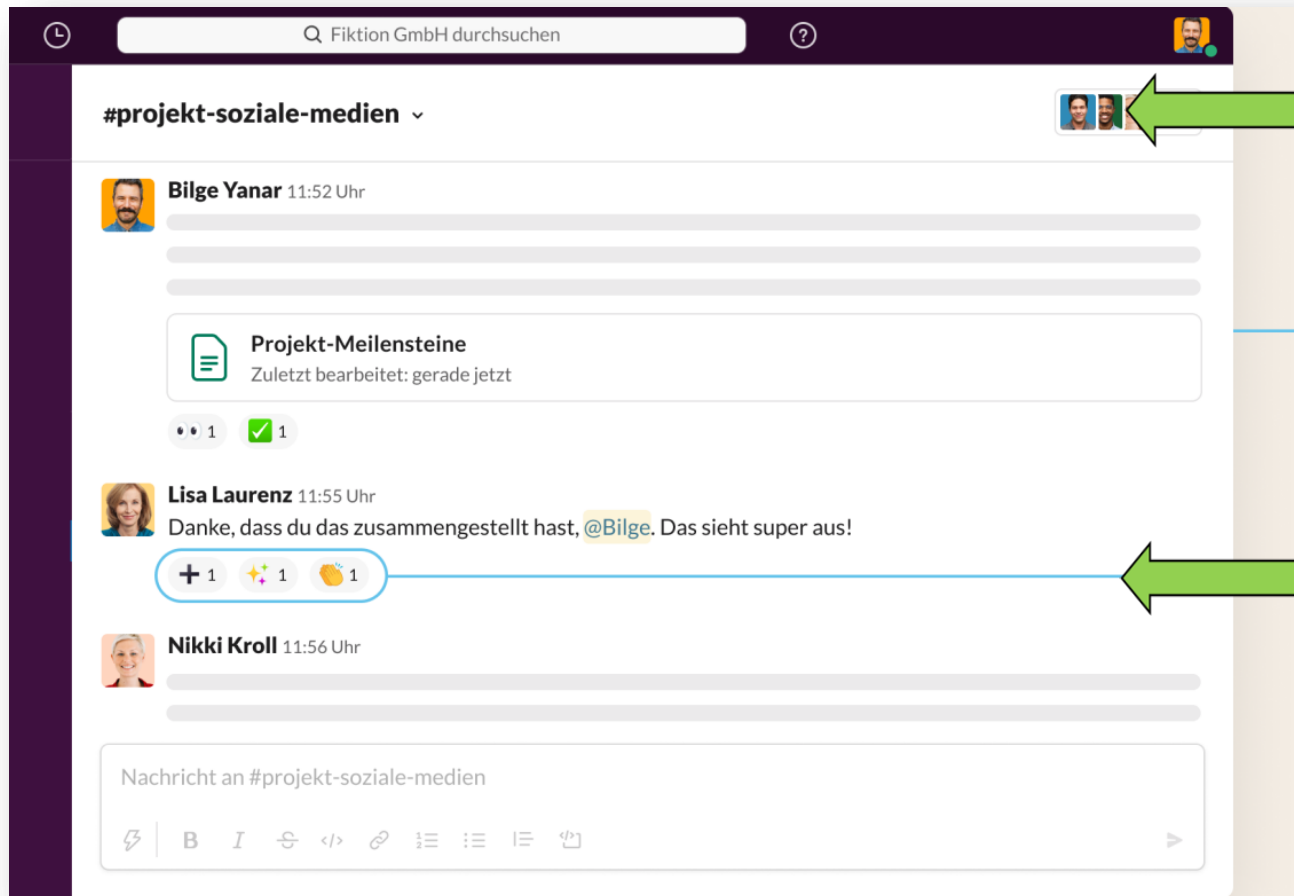 Fiktion GmbH durchsuchen
#projekt-soziale-medien
Bilge Yanar 11:52 Uhr
Projekt-Meilensteine
Zuletzt bearbeitet: gerade jetzt
1 1
Lisa Laurenz 11:55 Uhr
Danke, dass du das zusammengestellt hast, @Bilge. Das sieht super aus!
1 1 1
Nikki Kroll 11:56 Uhr
Nachricht an #projekt-soziale-medien